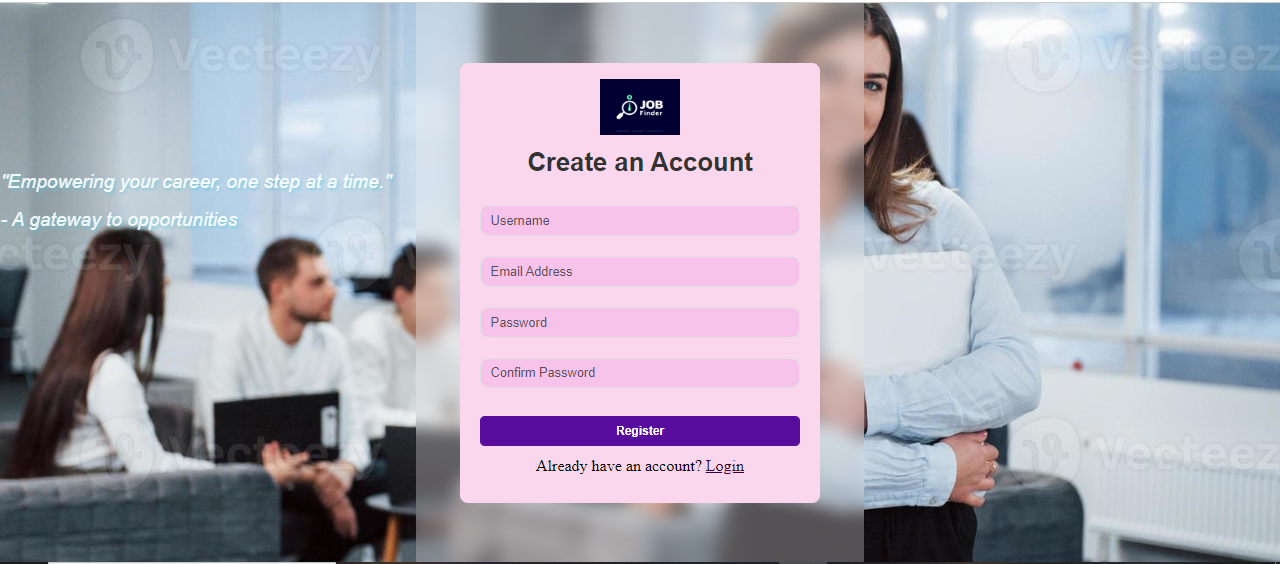 Vecteezy
Vecteezy
JOB
Finder
Create an Account
"Empowering your career, one step at a time."
- A gateway to opportunities
Username
Vecteezy
Vecteezy
Email Address
Password
Confirm Password
Register
Vecteezy
Vecteezy
Already have an account? Login